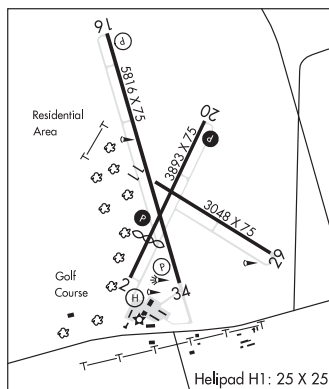 16
P
5816 X 75
Residential
Area
20
3893 X 75
P
T
T
11
3048 X 75
P
29
P
Golf
Course
2
H
34
T
T
T
T
T
Helipad H1: 25 X 25